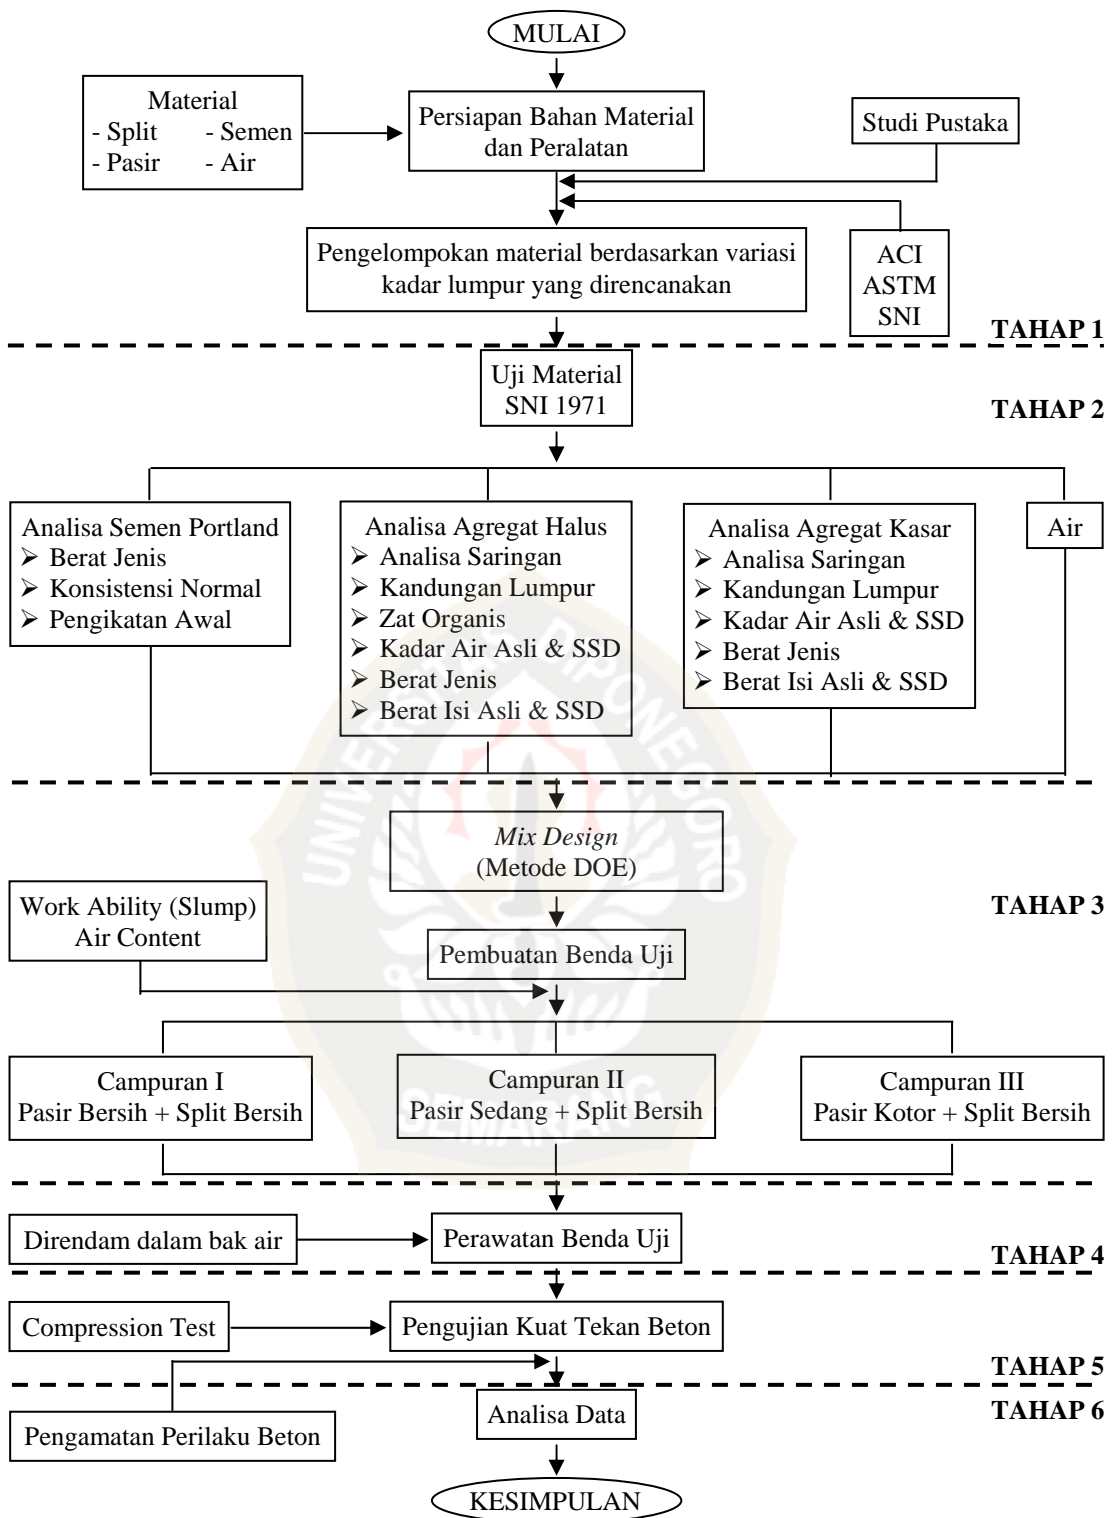 MULAI
Material
- Split - Semen
- Pasir - Air
Persiapan Bahan Material
dan Peralatan
Studi Pustaka
Pengelompokan material berdasarkan variasi
kadar lumpur yang direncanakan
ACI
ASTM
SNI
TAHAP 1
Uji Material
SNI 1971
TAHAP 2
Analisa Semen Portland
➢ Berat Jenis
➢ Konsistensi Normal
➢ Pengikatan Awal
Analisa Agregat Halus
➢ Analisa Saringan
➢ Kandungan Lumpur
➢ Zat Organis
➢ Kadar Air Asli & SSD
➢ Berat Jenis
➢ Berat Isi Asli & SSD
Analisa Agregat Kasar
➢ Analisa Saringan
➢ Kandungan Lumpur
➢ Kadar Air Asli & SSD
➢ Berat Jenis
➢ Berat Isi Asli & SSD
Air
UNIVERSITAS DIPONEGORO
SEMARANG
Mix Design
(Metode DOE)
TAHAP 3
Work Ability (Slump)
Air Content
Pembuatan Benda Uji
Campuran I
Pasir Bersih + Split Bersih
Campuran II
Pasir Sedang + Split Bersih
Campuran III
Pasir Kotor + Split Bersih
Direndam dalam bak air
Perawatan Benda Uji
TAHAP 4
Compression Test
Pengujian Kuat Tekan Beton
TAHAP 5
Pengamatan Perilaku Beton
Analisa Data
TAHAP 6
KESIMPULAN